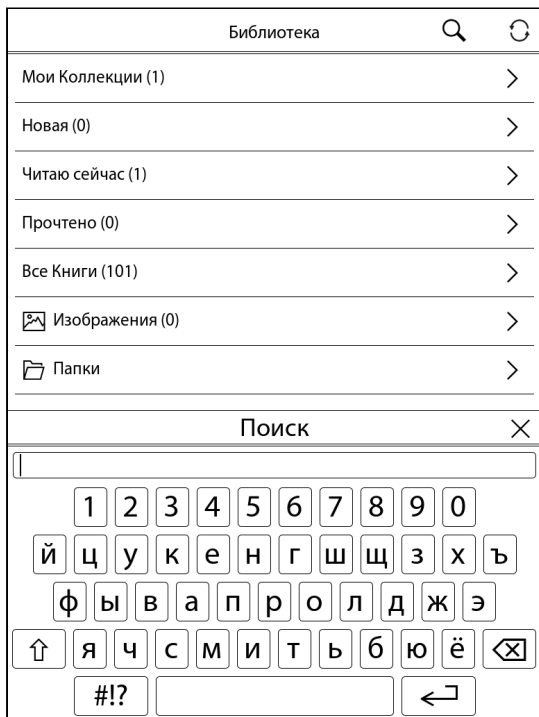 Библиотека
Мои Коллекции (1)
Новая (0)
Читаю сейчас (1)
Прочтено (0)
Все Книги (101)
Изображения (0)
Папки
Поиск
1 2 3 4 5 6 7 8 9 0
й ц у к е н г ш щ з х ъ
ф ы в а п р о л д ж э
я ч с м и т ь б ю ё
#!?